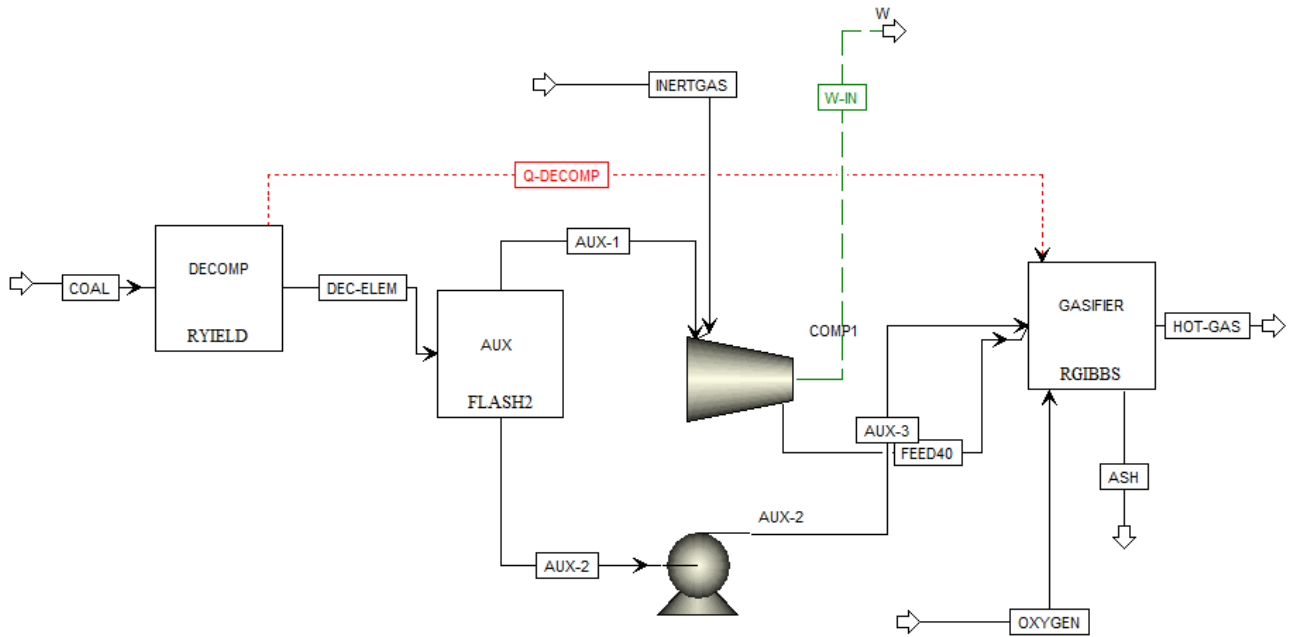 W
INERTGAS
W-IN
Q-DECOMP
AUX-1
DECOMP
COAL
DEC-ELEM
RYIELD
GASIFIER
HOT-GAS
COMP1
AUX
RGIBBS
FLASH2
AUX-3
FEED40
ASH
AUX-2
AUX-2
OXYGEN